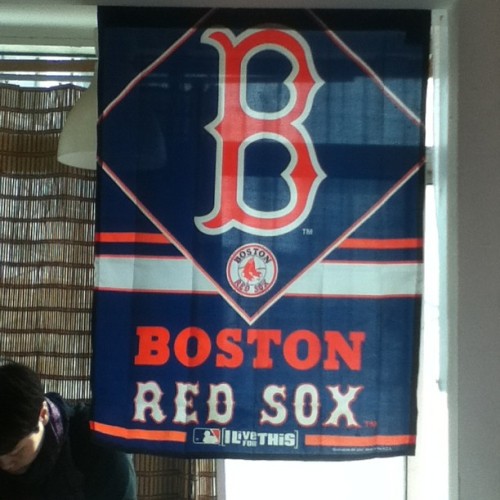 B
TM
BOSTON
RED SOX
BOSTON
RED SOX TM
I LiVE FOR THiS